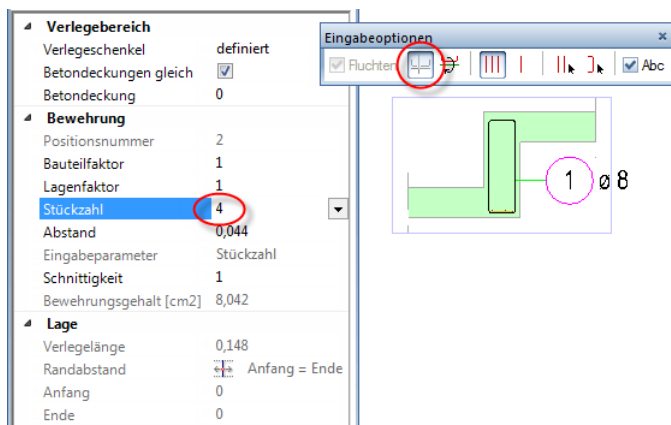 Verlegebereich
Verlegeschenkel definiert
Betondeckungen gleich
Betondeckung 0
Bewehrung
Positionsnummer 2
Bauteilfaktor 1
Lagenfaktor 1
Stückzahl 4
Abstand 0,044
Eingabeparameter Stückzahl
Schnittigkeit 1
Bewehrungsgehalt [cm2] 8,042
Lage
Verlegelänge 0,148
Randabstand Anfang = Ende
Anfang 0
Ende 0
Eingabeoptionen
Fluchten Abc
1 ø 8